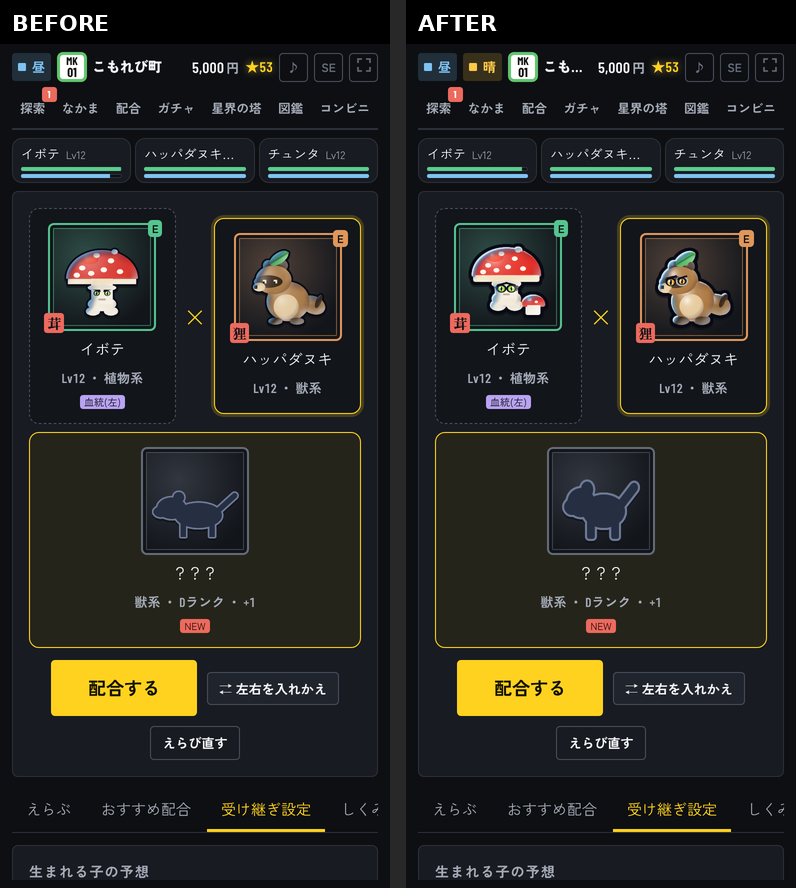 BEFORE
昼 MK 01 こもれび町 5,000 円 ★53 ♪ SE
1
探索 なかま 配合 ガチャ 星界の塔 図鑑 コンビニ
イボテ Lv12 ハッパダヌキ… チュンタ Lv12
E
E
茸
狸
×
イボテ
ハッパダヌキ
Lv12 ・ 植物系
Lv12 ・ 獣系
血統(左)
???
獣系 ・ Dランク ・ +1
NEW
配合する ⇄ 左右を入れかえ
えらび直す
えらぶ おすすめ配合 受け継ぎ設定 しくみ
生まれる子の予想
AFTER
昼 晴 MK 01 こも… 5,000 円 ★53 ♪ SE
1
探索 なかま 配合 ガチャ 星界の塔 図鑑 コンビニ
イボテ Lv12 ハッパダヌキ… チュンタ Lv12
E
E
茸
狸
×
イボテ
ハッパダヌキ
Lv12 ・ 植物系
Lv12 ・ 獣系
血統(左)
???
獣系 ・ Dランク ・ +1
NEW
配合する ⇄ 左右を入れかえ
えらび直す
えらぶ おすすめ配合 受け継ぎ設定 しくみ
生まれる子の予想